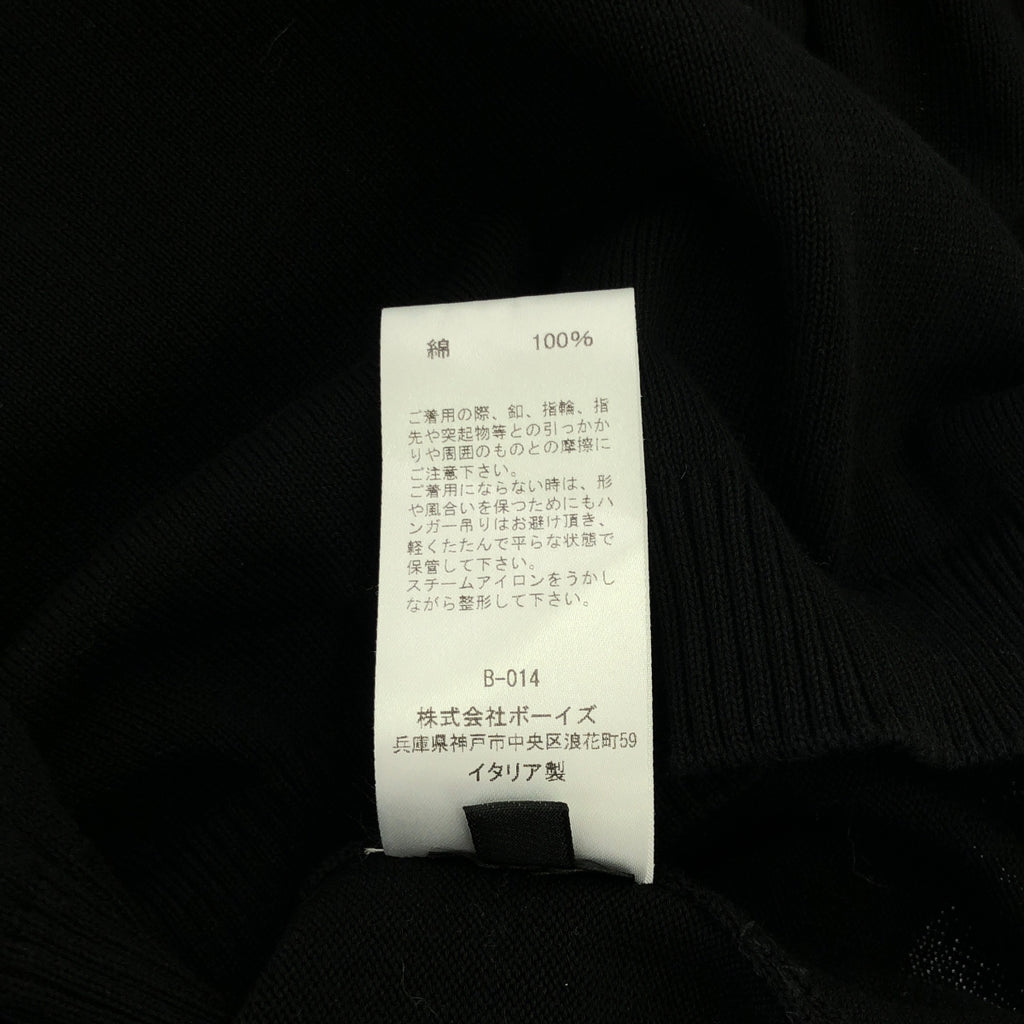 綿 100%
ご着用の際、釦、指輪、指
先や突起物等との引っかか
りや周囲のものとの摩擦に
ご注意下さい。
ご着用にならない時は、形
や風合いを保つためにもハ
ンガー吊りはお避け頂き、
軽くたたんで平らな状態で
保管して下さい。
スチームアイロンをうかし
ながら整形して下さい。
B-014
株式会社ボーイズ
兵庫県神戸市中央区浪花町59
イタリア製